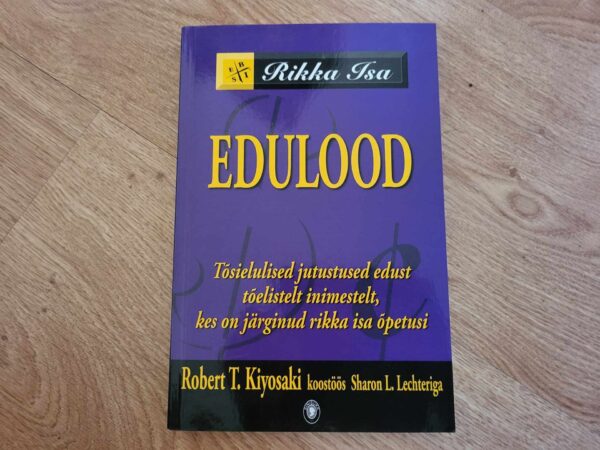 E B S I
Rikka Isa
EDULOOD
Tõsielulised jutustused edust
tõelistelt inimestelt,
kes on järginud rikka isa õpetusi
Robert T. Kiyosaki koostöös Sharon L. Lechteriga